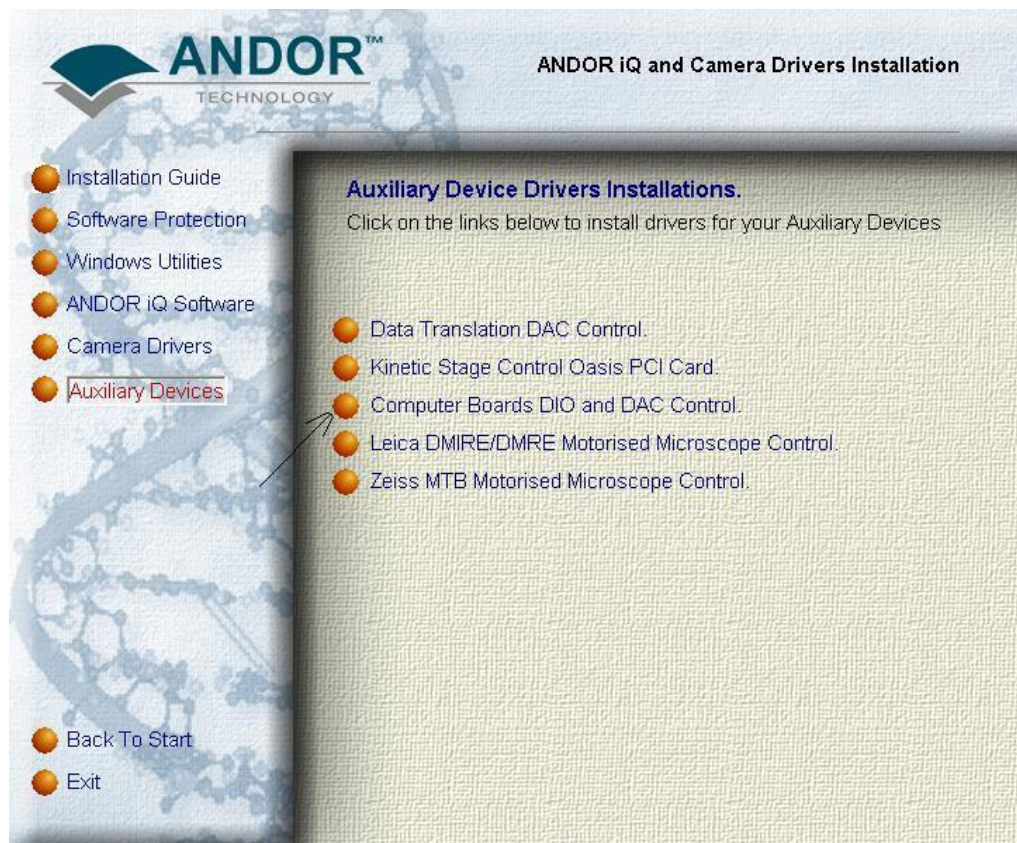 ANDOR™
TECHNOLOGY
ANDOR iQ and Camera Drivers Installation
Installation Guide
Software Protection
Windows Utilities
ANDOR iQ Software
Camera Drivers
Auxiliary Devices
Auxiliary Device Drivers Installations.
Click on the links below to install drivers for your Auxiliary Devices
Data Translation DAC Control.
Kinetic Stage Control Oasis PCI Card.
Computer Boards DIO and DAC Control.
Leica DMIRE/DMRE Motorised Microscope Control.
Zeiss MTB Motorised Microscope Control.
Back To Start
Exit